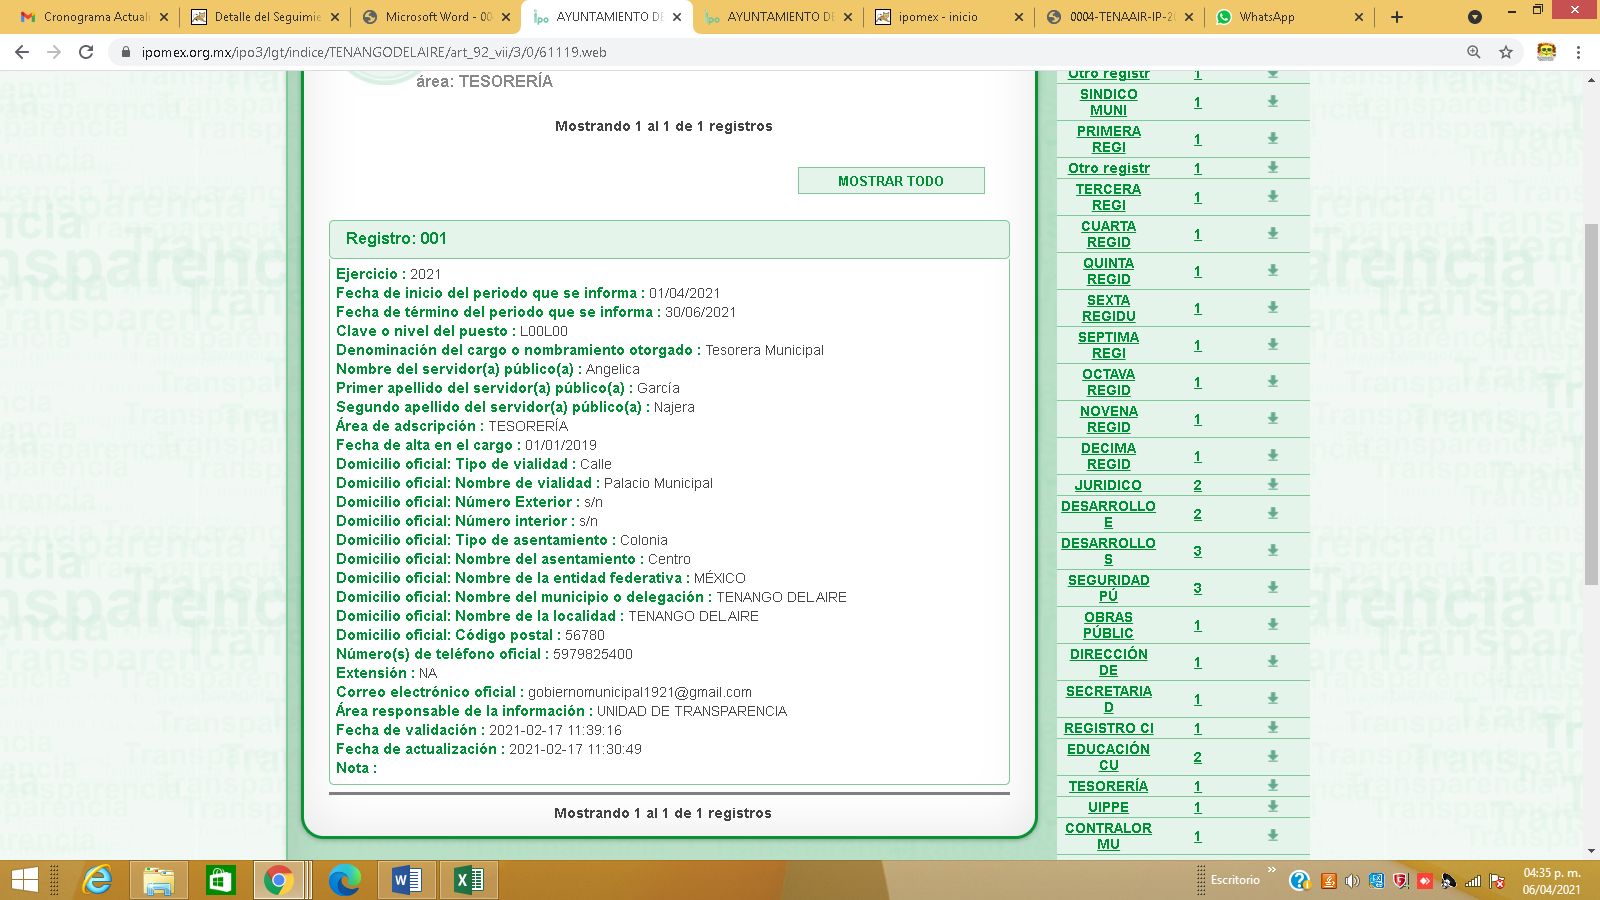 Cronograma Actuali
Detalle del Seguimie
Microsoft Word - 00
AYUNTAMIENTO DE
AYUNTAMIENTO DE
ipomex - inicio
0004-TENAAIR-IP-20
WhatsApp
ipomex.org.mx/ipo3/lgt/indice/TENANGODELAIRE/art_92_vii/3/0/61119.web
área: TESORERÍA
Mostrando 1 al 1 de 1 registros
MOSTRAR TODO
Registro: 001
Ejercicio : 2021
Fecha de inicio del periodo que se informa : 01/04/2021
Fecha de término del periodo que se informa : 30/06/2021
Clave o nivel del puesto : L00L00
Denominación del cargo o nombramiento otorgado : Tesorera Municipal
Nombre del servidor(a) público(a) : Angelica
Primer apellido del servidor(a) público(a) : García
Segundo apellido del servidor(a) público(a) : Najera
Área de adscripción : TESORERÍA
Fecha de alta en el cargo : 01/01/2019
Domicilio oficial: Tipo de vialidad : Calle
Domicilio oficial: Nombre de vialidad : Palacio Municipal
Domicilio oficial: Número Exterior : s/n
Domicilio oficial: Número interior : s/n
Domicilio oficial: Tipo de asentamiento : Colonia
Domicilio oficial: Nombre del asentamiento : Centro
Domicilio oficial: Nombre de la entidad federativa : MÉXICO
Domicilio oficial: Nombre del municipio o delegación : TENANGO DELAIRE
Domicilio oficial: Nombre de la localidad : TENANGO DELAIRE
Domicilio oficial: Código postal : 56780
Número(s) de teléfono oficial : 5979825400
Extensión : NA
Correo electrónico oficial : gobiernomunicipal1921@gmail.com
Área responsable de la información : UNIDAD DE TRANSPARENCIA
Fecha de validación : 2021-02-17 11:39:16
Fecha de actualización : 2021-02-17 11:30:49
Nota :
Mostrando 1 al 1 de 1 registros
Otro registr 1
SINDICO
MUNI 1
PRIMERA
REGI 1
Otro registr 1
TERCERA
REGI 1
CUARTA
REGID 1
QUINTA
REGID 1
SEXTA
REGIDU 1
SEPTIMA
REGI 1
OCTAVA
REGID 1
NOVENA
REGID 1
DECIMA
REGID 1
JURIDICO 2
DESARROLLO
E 2
DESARROLLO
S 3
SEGURIDAD
PÚ 3
OBRAS
PÚBLIC 1
DIRECCIÓN
DE 1
SECRETARIA
D 1
REGISTRO CI 1
EDUCACIÓN
CU 2
TESORERÍA 1
UIPPE 1
CONTRALOR
MU 1
Escritorio
04:35 p. m.
06/04/2021